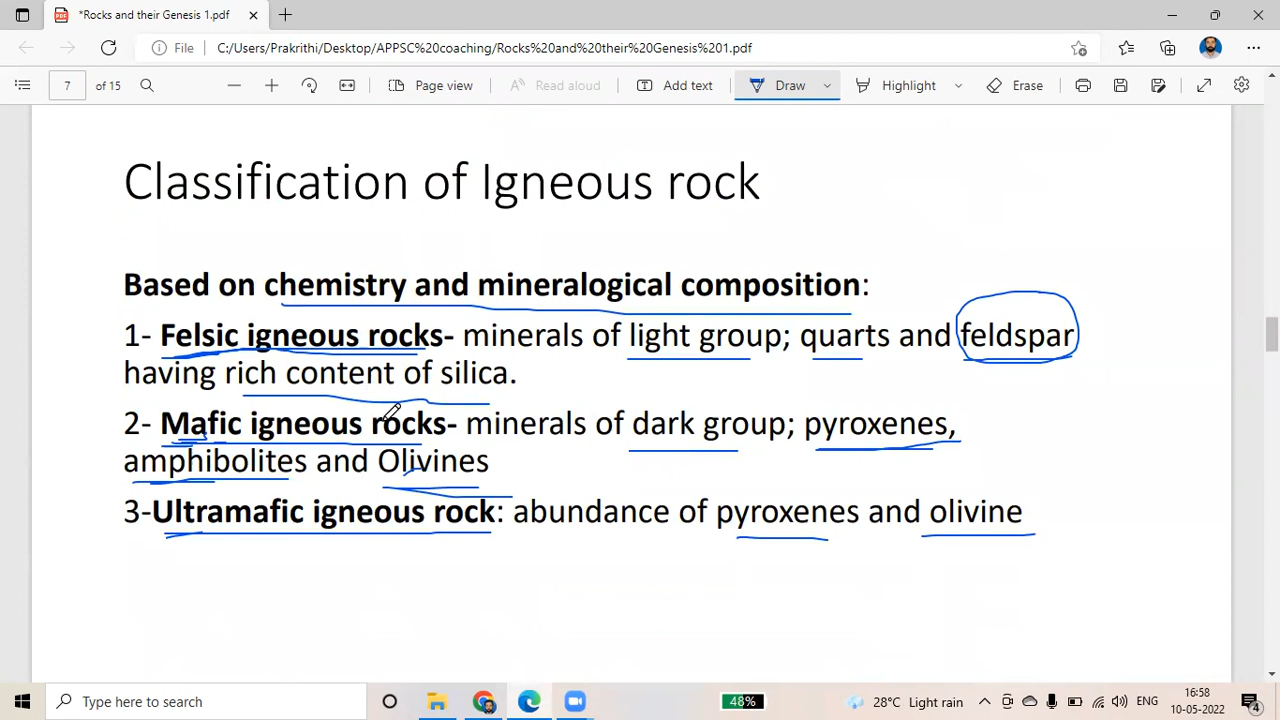 *Rocks and their Genesis 1.pdf
File C:/Users/Prakrithi/Desktop/APPSC%20coaching/Rocks%20and%20their%20Genesis%201.pdf
7 of 15 Page view Read aloud Add text Draw Highlight Erase
Classification of Igneous rock
Based on chemistry and mineralogical composition:
1- Felsic igneous rocks- minerals of light group; quarts and feldspar
having rich content of silica.
2- Mafic igneous rocks- minerals of dark group; pyroxenes,
amphibolites and Olivines
3-Ultramafic igneous rock: abundance of pyroxenes and olivine
Type here to search 48% 28°C Light rain ENG 16:58
10-05-2022 4